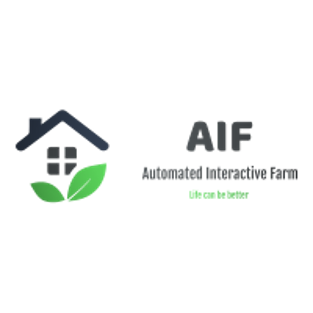 AIF
Automated Interactive Farm
Life can be better